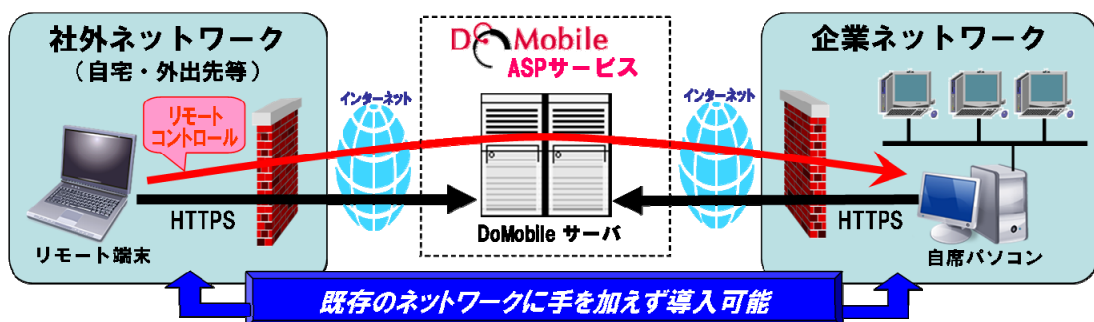 社外ネットワーク
（自宅・外出先等）
リモート
コントロール
HTTPS
リモート端末
インターネット
DoMobile
ASPサービス
DoMobile サーバ
インターネット
企業ネットワーク
HTTPS
自席パソコン
既存のネットワークに手を加えず導入可能